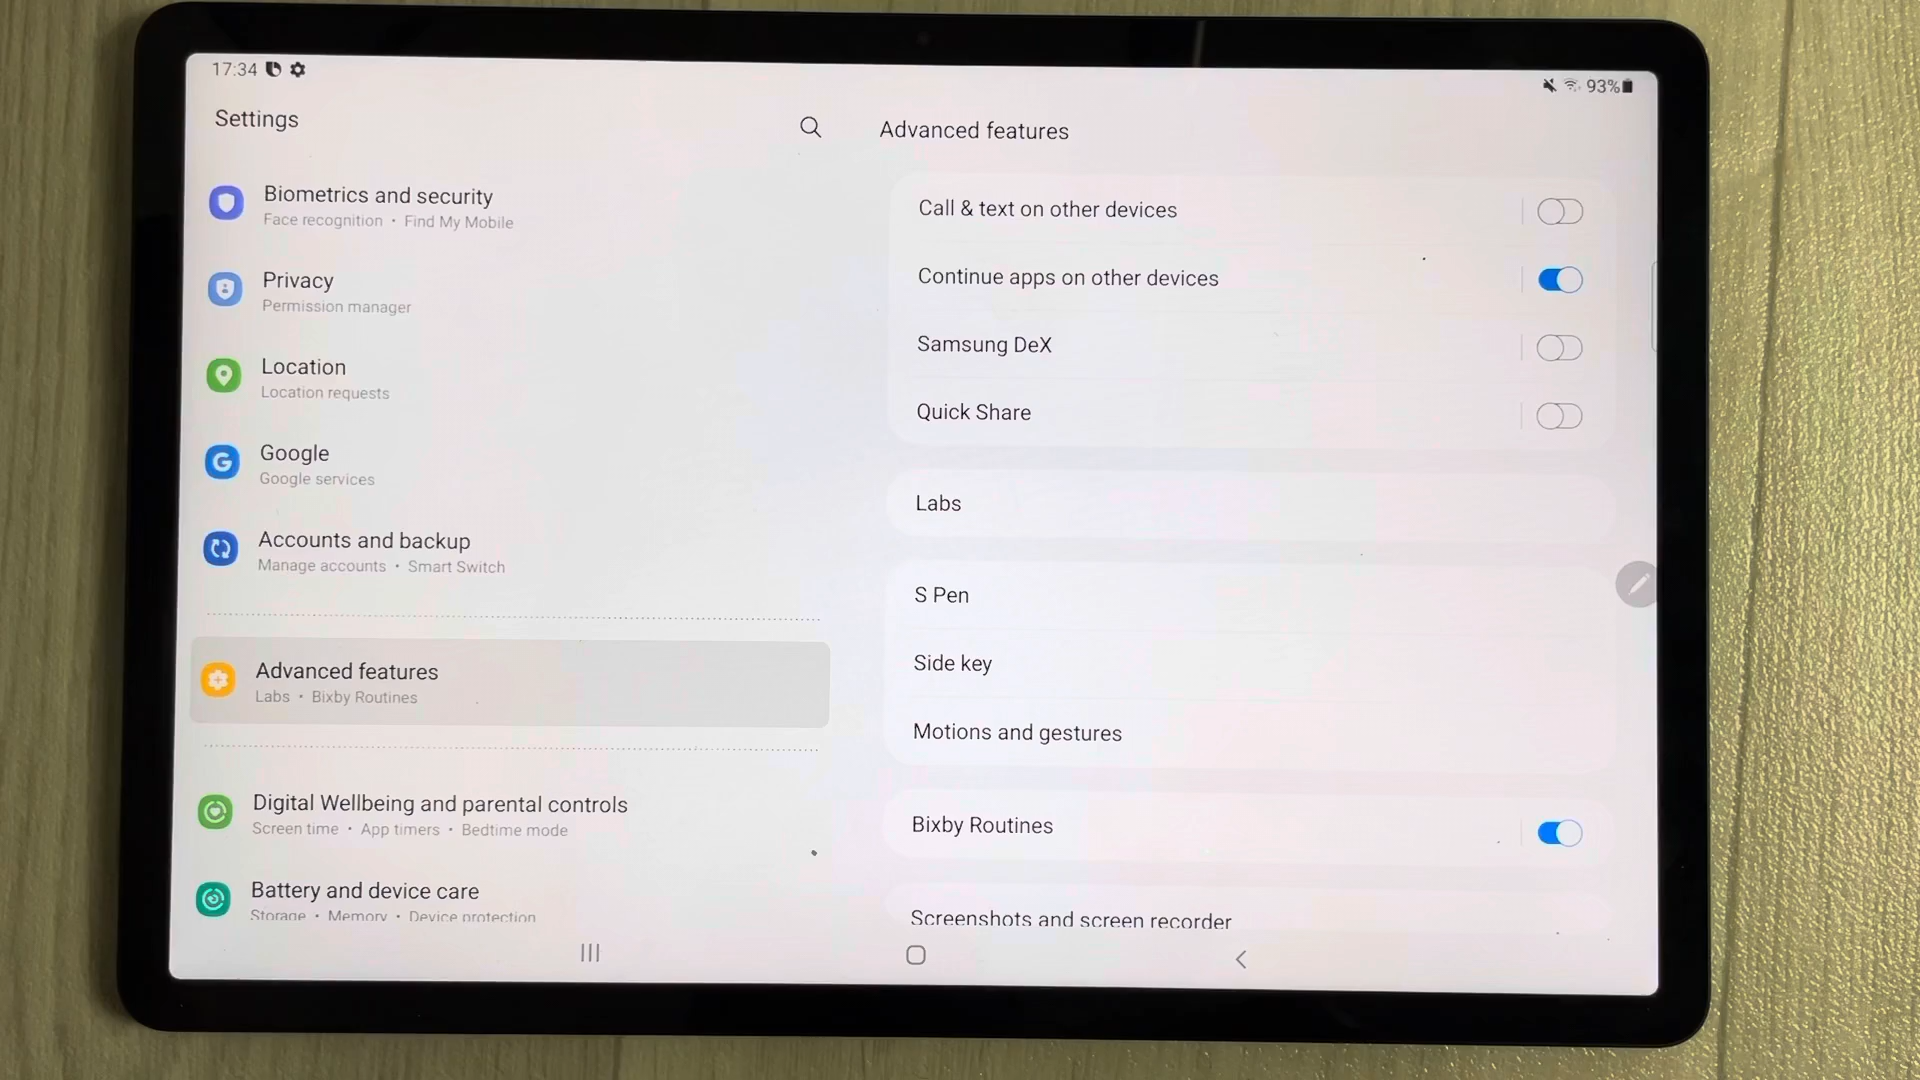 17:34
93%
Settings
Biometrics and security
Face recognition • Find My Mobile
Privacy
Permission manager
Location
Location requests
Google
Google services
Accounts and backup
Manage accounts • Smart Switch
Advanced features
Labs • Bixby Routines
Digital Wellbeing and parental controls
Screen time • App timers • Bedtime mode
Battery and device care
Storage • Memory • Device protection
Advanced features
Call & text on other devices
Continue apps on other devices
Samsung DeX
Quick Share
Labs
S Pen
Side key
Motions and gestures
Bixby Routines
Screenshots and screen recorder